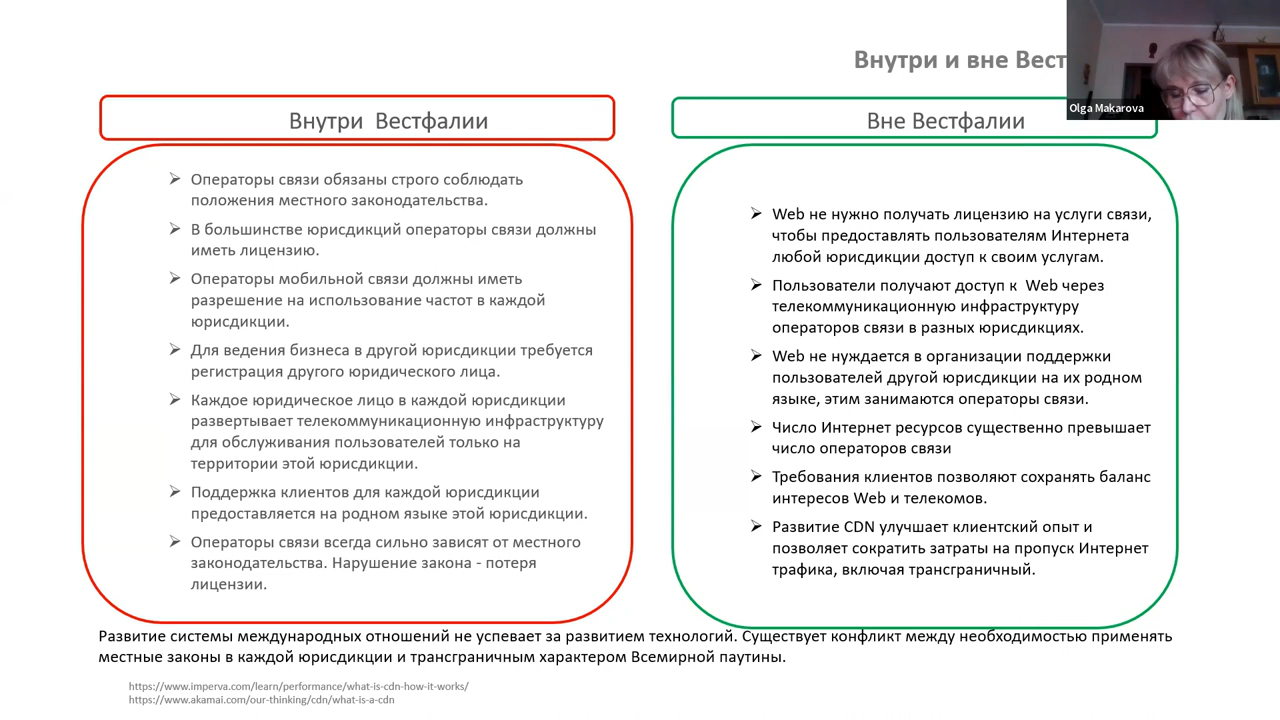 Внутри и вне Вест
Olga Makarova
Внутри Вестфалии
Операторы связи обязаны строго соблюдать
положения местного законодательства.
В большинстве юрисдикций операторы связи должны
иметь лицензию.
Операторы мобильной связи должны иметь
разрешение на использование частот в каждой
юрисдикции.
Для ведения бизнеса в другой юрисдикции требуется
регистрация другого юридического лица.
Каждое юридическое лицо в каждой юрисдикции
развертывает телекоммуникационную инфраструктуру
для обслуживания пользователей только на
территории этой юрисдикции.
Поддержка клиентов для каждой юрисдикции
предоставляется на родном языке этой юрисдикции.
Операторы связи всегда сильно зависят от местного
законодательства. Нарушение закона - потеря
лицензии.
Вне Вестфалии
Web не нужно получать лицензию на услуги связи,
чтобы предоставлять пользователям Интернета
любой юрисдикции доступ к своим услугам.
Пользователи получают доступ к Web через
телекоммуникационную инфраструктуру
операторов связи в разных юрисдикциях.
Web не нуждается в организации поддержки
пользователей другой юрисдикции на их родном
языке, этим занимаются операторы связи.
Число Интернет ресурсов существенно превышает
число операторов связи
Требования клиентов позволяют сохранять баланс
интересов Web и телекомов.
Развитие CDN улучшает клиентский опыт и
позволяет сократить затраты на пропуск Интернет
трафика, включая трансграничный.
Развитие системы международных отношений не успевает за развитием технологий. Существует конфликт между необходимостью применять
местные законы в каждой юрисдикции и трансграничным характером Всемирной паутины.
https://www.imperva.com/learn/performance/what-is-cdn-how-it-works/
https://www.akamai.com/our-thinking/cdn/what-is-a-cdn